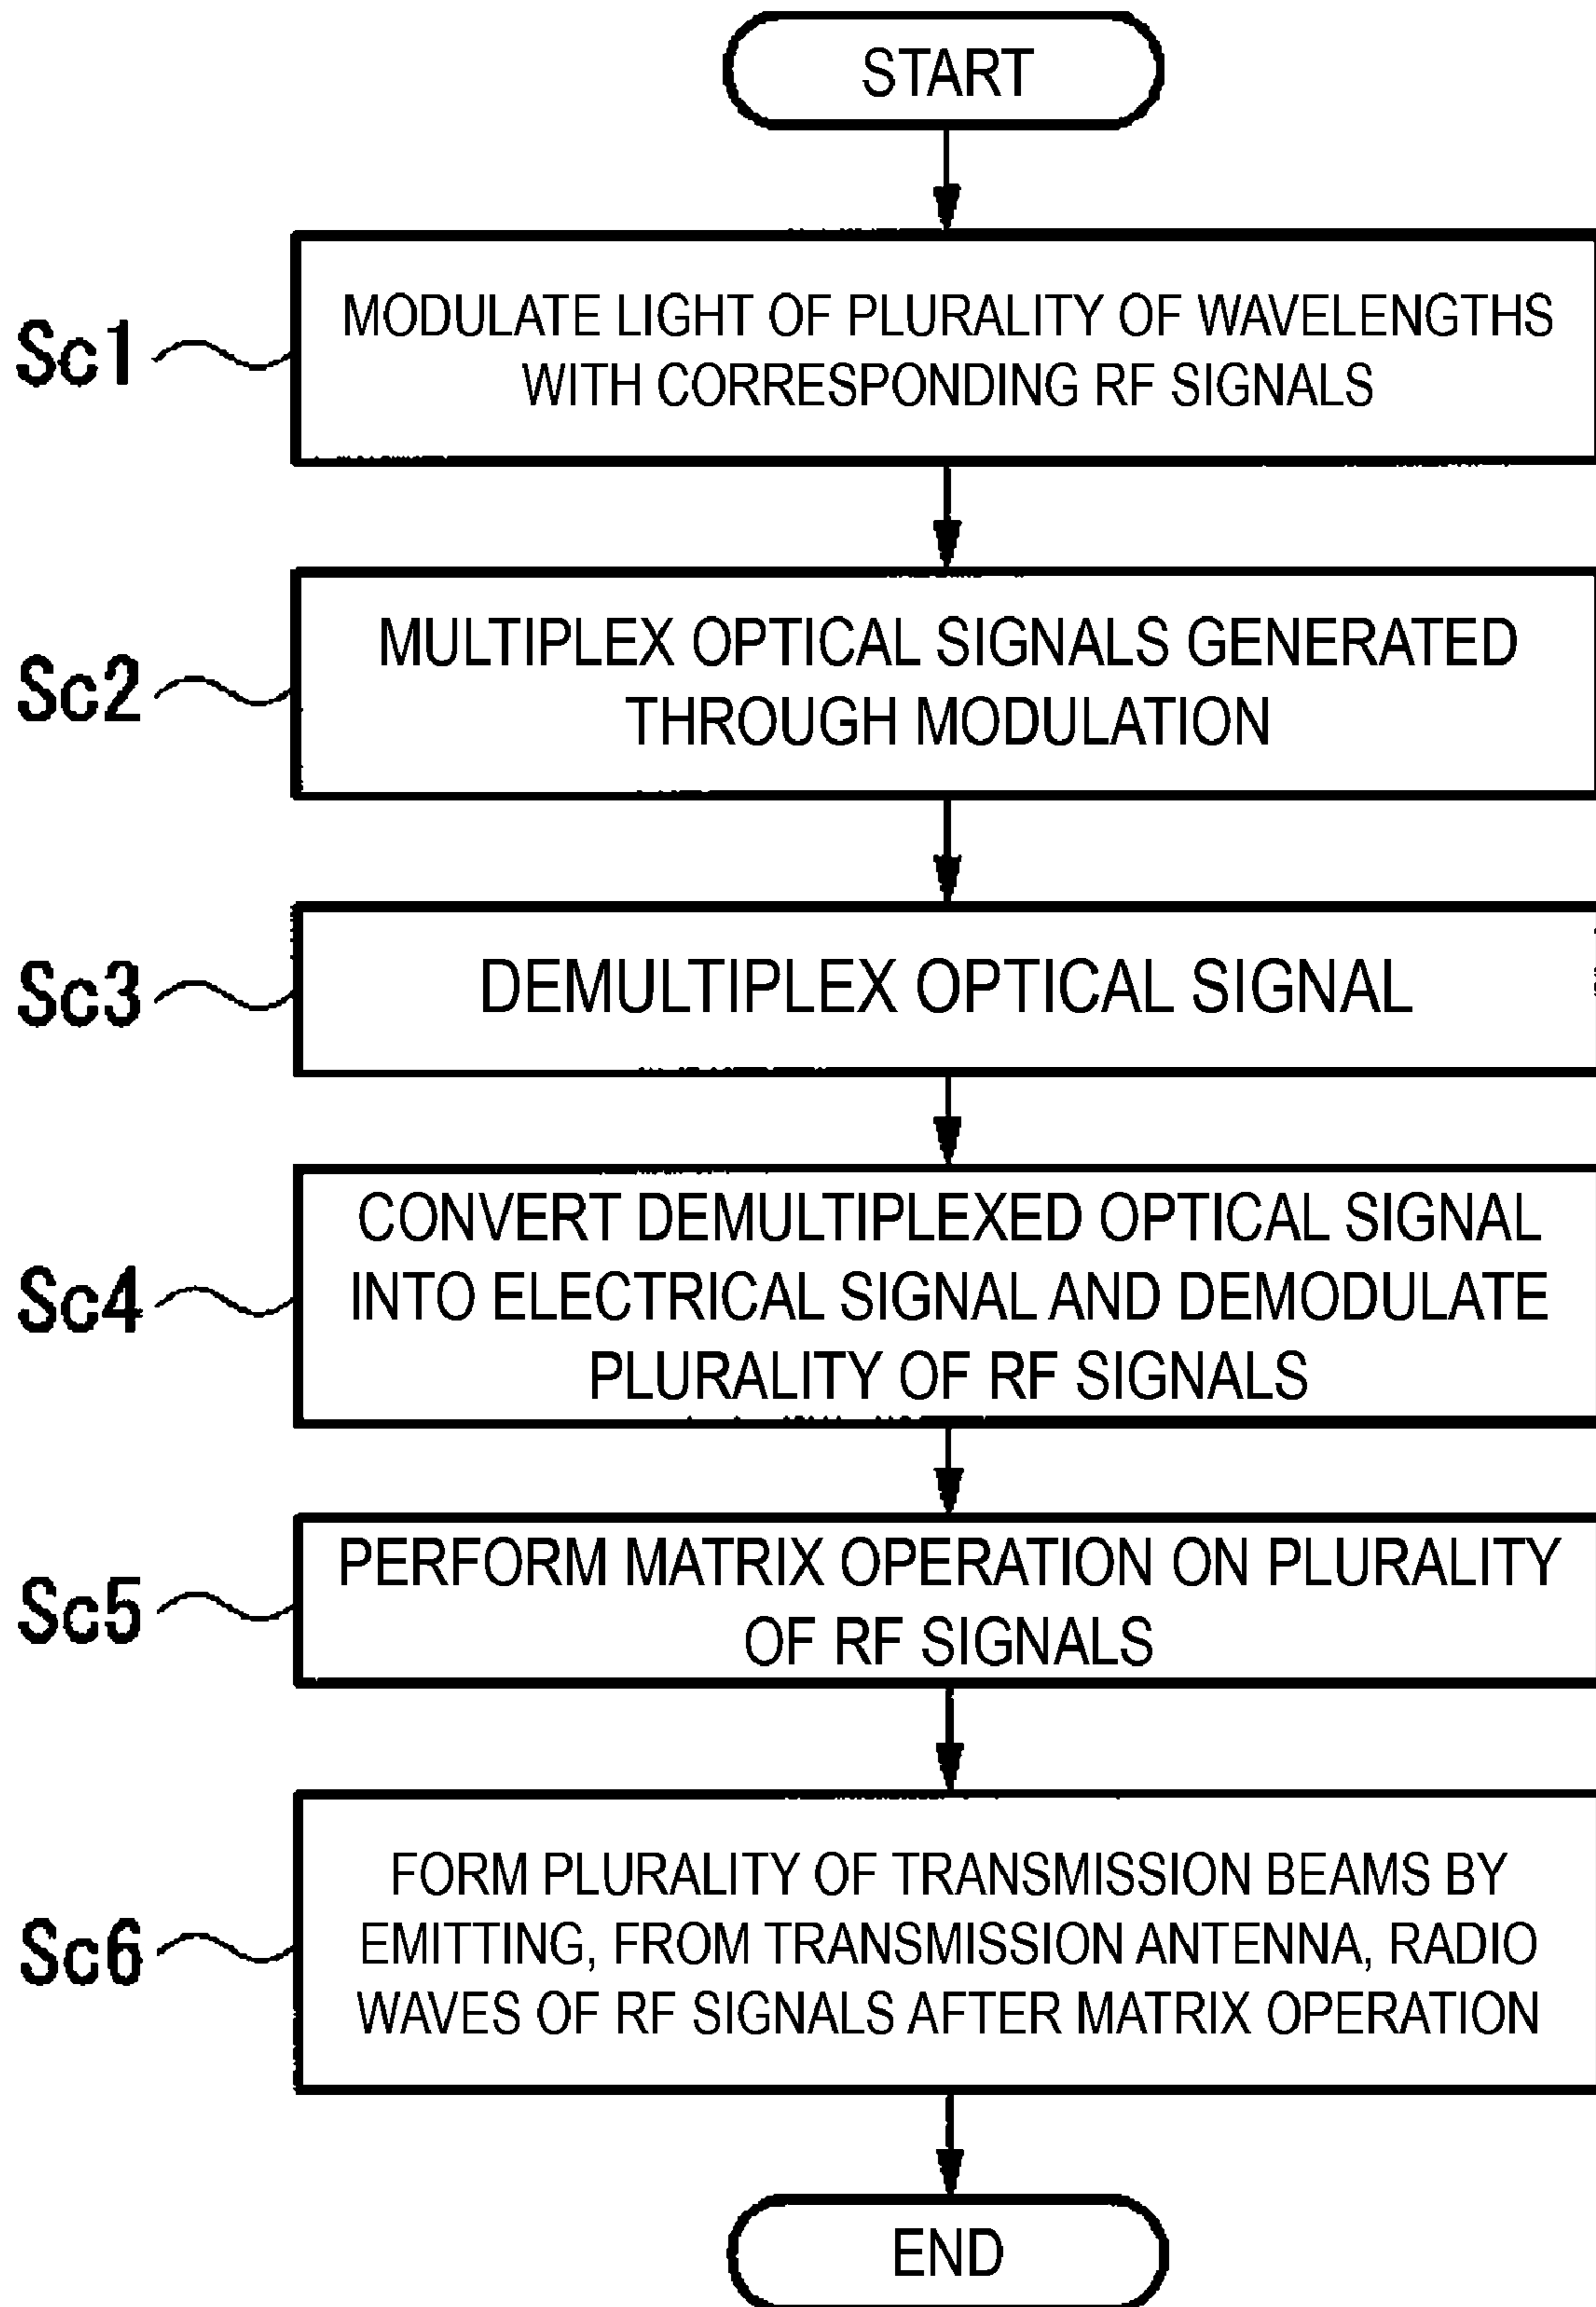 START
Sc1
MODULATE LIGHT OF PLURALITY OF WAVELENGTHS
WITH CORRESPONDING RF SIGNALS
Sc2
MULTIPLEX OPTICAL SIGNALS GENERATED
THROUGH MODULATION
Sc3
DEMULTIPLEX OPTICAL SIGNAL
Sc4
CONVERT DEMULTIPLEXED OPTICAL SIGNAL
INTO ELECTRICAL SIGNAL AND DEMODULATE
PLURALITY OF RF SIGNALS
Sc5
PERFORM MATRIX OPERATION ON PLURALITY
OF RF SIGNALS
Sc6
FORM PLURALITY OF TRANSMISSION BEAMS BY
EMITTING, FROM TRANSMISSION ANTENNA, RADIO
WAVES OF RF SIGNALS AFTER MATRIX OPERATION
END